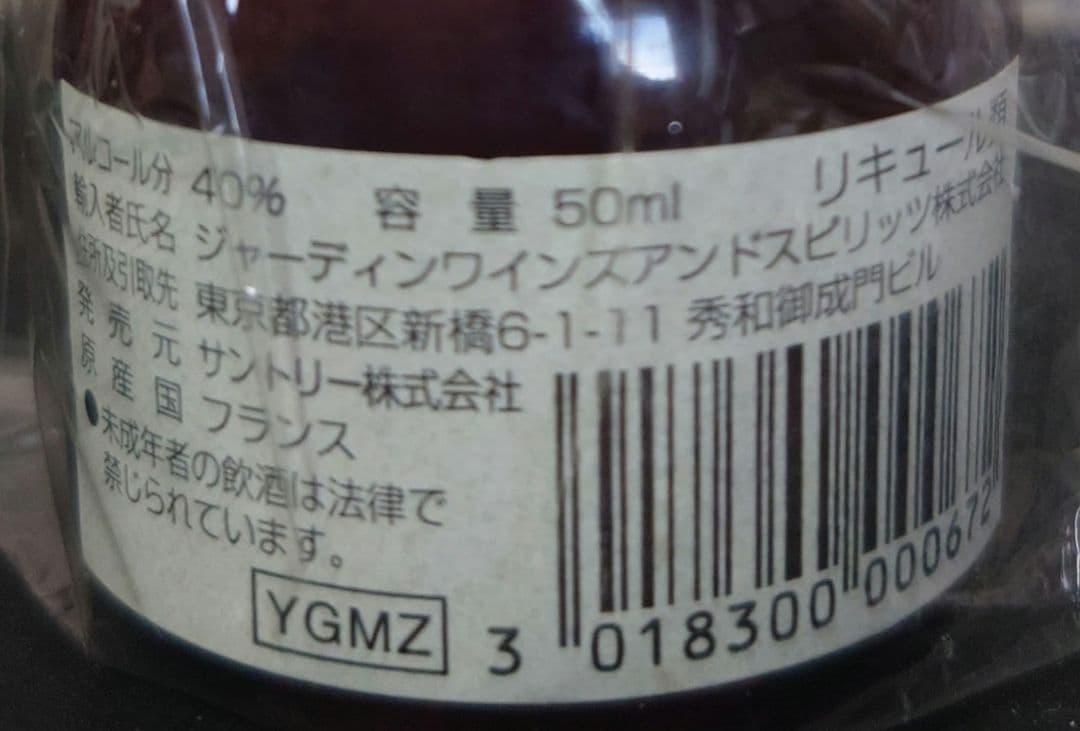 アルコール分 40% 容量 50ml リキュール類
輸入者氏名 ジャーディンワインズアンドスピリッツ株式会社
住所及引取先 東京都港区新橋6-1-11 秀和御成門ビル
発売元 サントリー株式会社
原産国 フランス
●未成年者の飲酒は法律で
禁じられています。
YGMZ
3 018300 000672